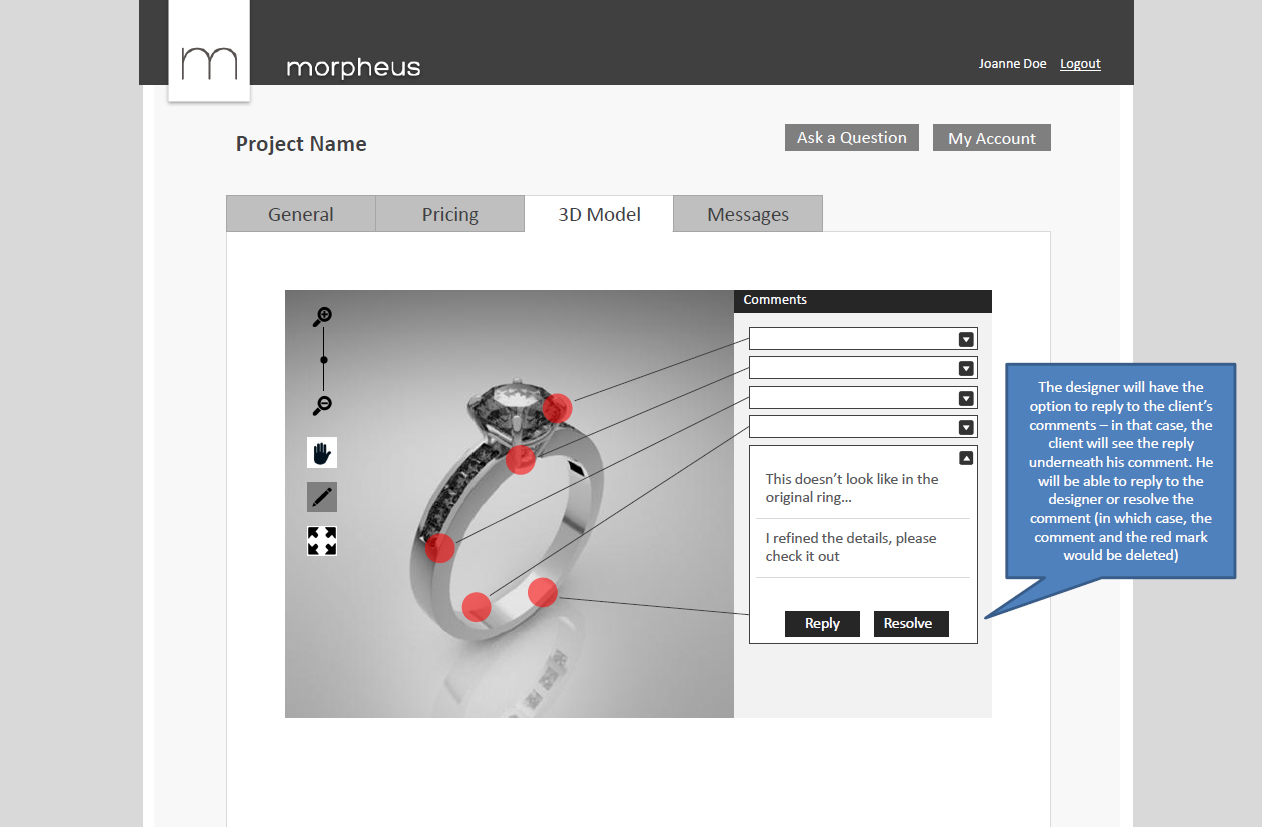 m
morpheus
Joanne Doe Logout
Project Name
Ask a Question
My Account
General
Pricing
3D Model
Messages
Comments
This doesn’t look like in the
original ring…
I refined the details, please
check it out
Reply
Resolve
The designer will have the
option to reply to the client’s
comments – in that case, the
client will see the reply
underneath his comment. He
will be able to reply to the
designer or resolve the
comment (in which case, the
comment and the red mark
would be deleted)